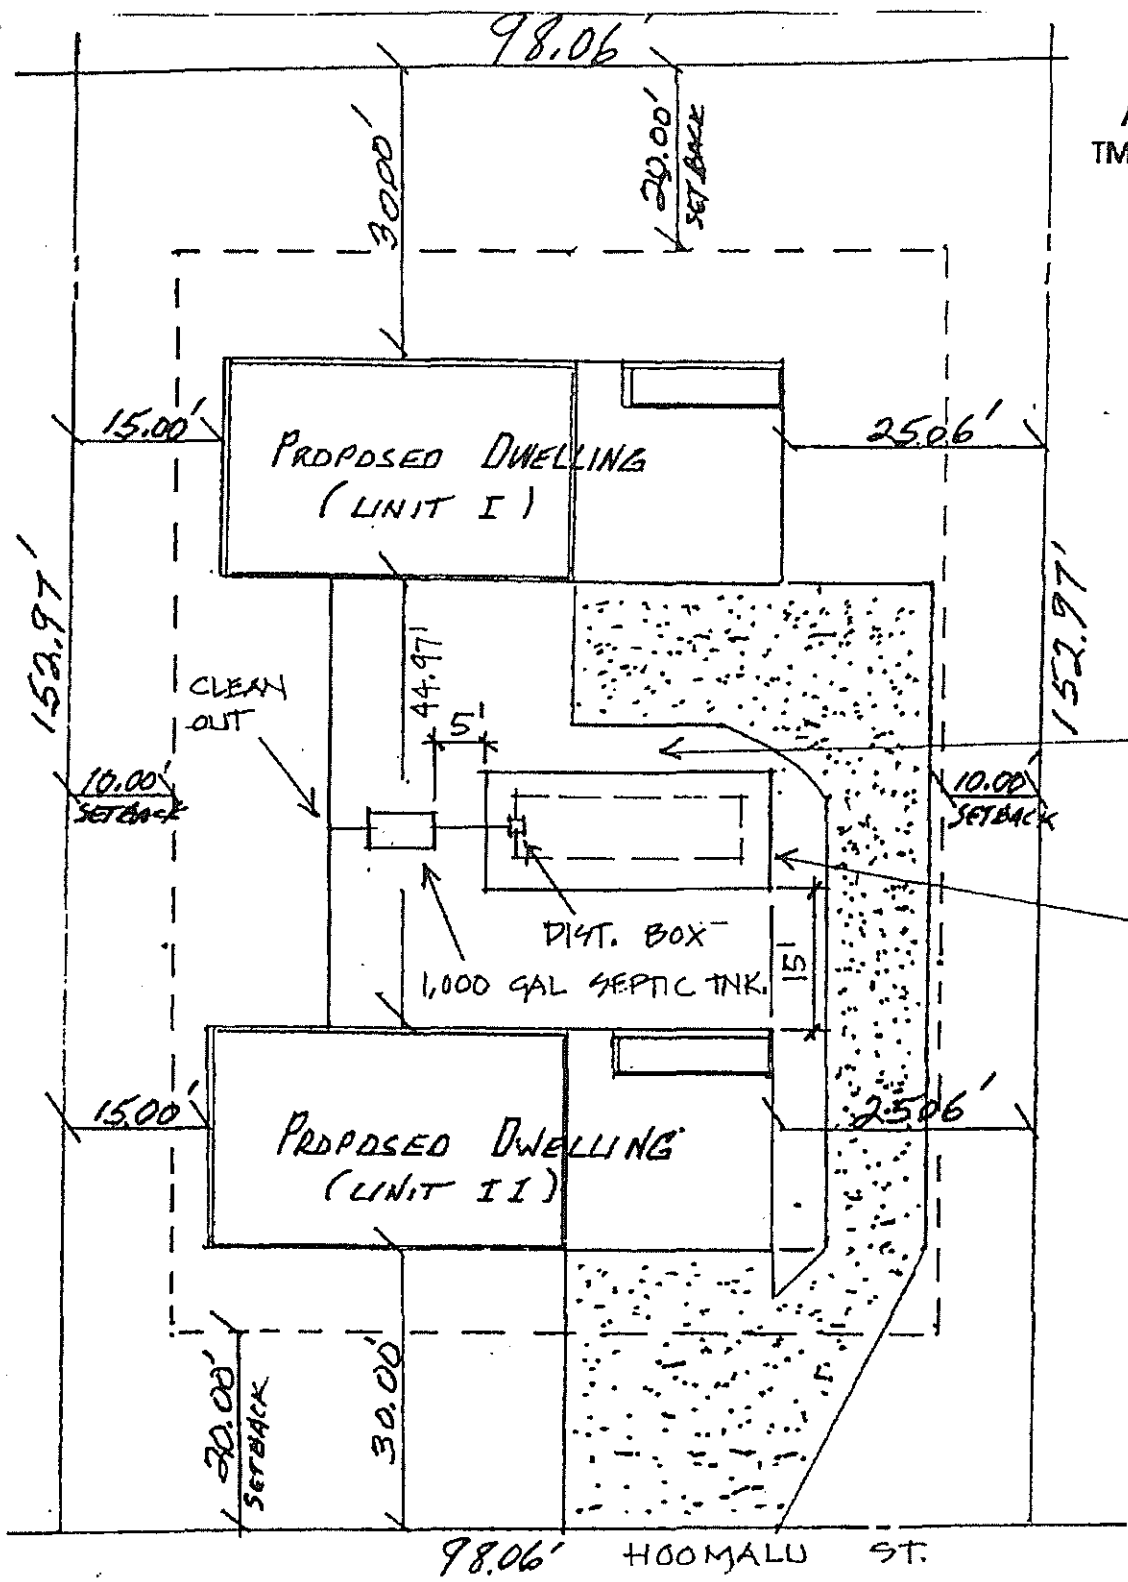 98.06'
TM
30.00'
20.00'
SETBACK
15.00'
25.06'
PROPOSED DWELLING
(UNIT I)
152.97'
152.97'
44.97'
CLEAN
OUT
5'
10.00'
SETBACK
10.00'
SETBACK
DIST. BOX
1,000 GAL SEPTIC TNK.
15'
15.00'
25.06'
PROPOSED DWELLING
(UNIT II)
20.00'
SETBACK
30.00'
98.06' HOOMALU ST.